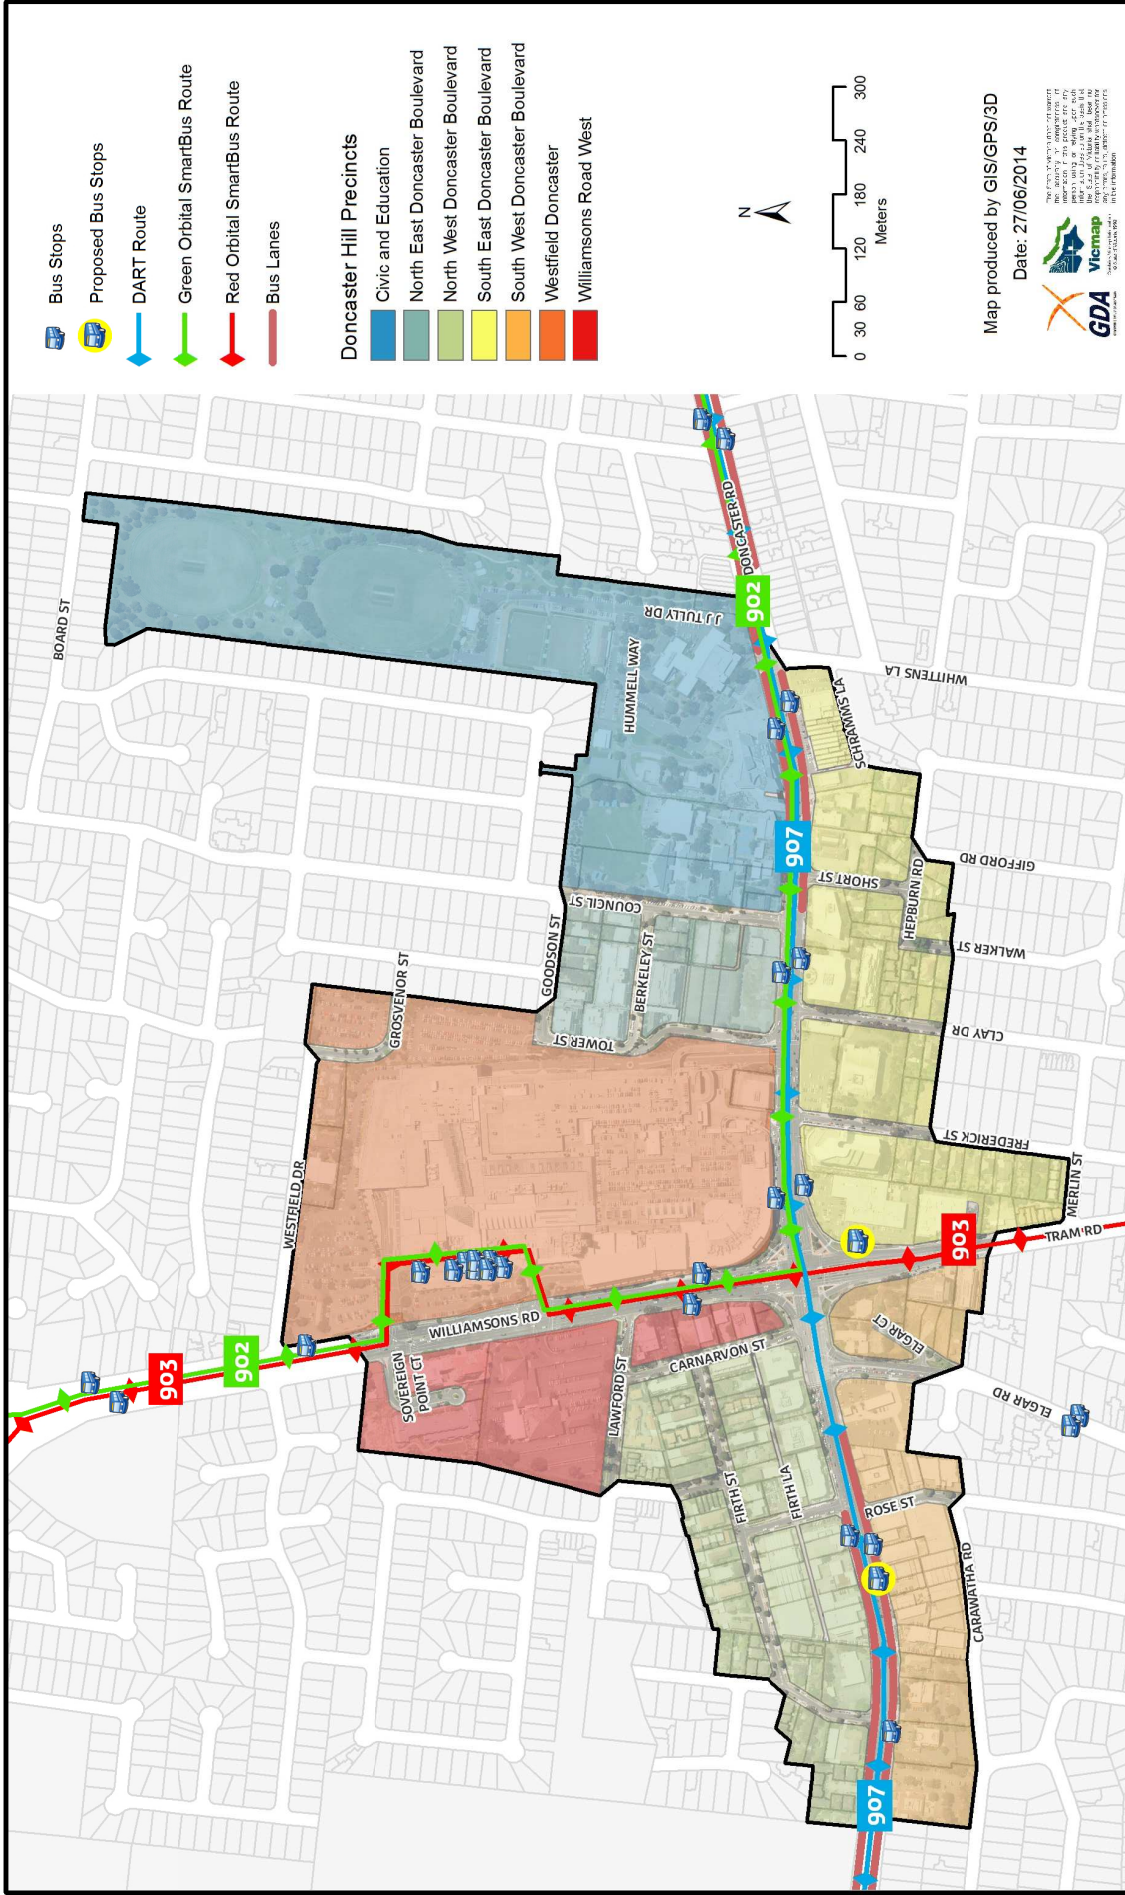 Bus Stops
Proposed Bus Stops
DART Route
Green Orbital SmartBus Route
Red Orbital SmartBus Route
Bus Lanes
Doncaster Hill Precincts
Civic and Education
North East Doncaster Boulevard
North West Doncaster Boulevard
South East Doncaster Boulevard
South West Doncaster Boulevard
Westfield Doncaster
Williamsons Road West
N
0 30 60 120 180 240 300
Meters
Map produced by GIS/GPS/3D
Date: 27/06/2014
GDA
Vicmap
BOARD ST
J J TULLY DR
HUMMELL WAY
DONCASTER RD
902
WHITTENS LA
SCHRAMMS LA
907
GIFFORD RD
SHORT ST
HEPBURN RD
COUNCIL ST
GOODSON ST
BERKELEY ST
WALKER ST
GROSVENOR ST
TOWER ST
CLAY DR
FREDERICK ST
MERLIN ST
WESTFIELD DR
903
TRAM RD
WILLIAMSONS RD
902
903
SOVEREIGN
POINT CT
LAWFORD ST
CARNARVON ST
ELGAR CT
ELGAR RD
FIRTH ST
FIRTH LA
ROSE ST
CARAWATHA RD
907